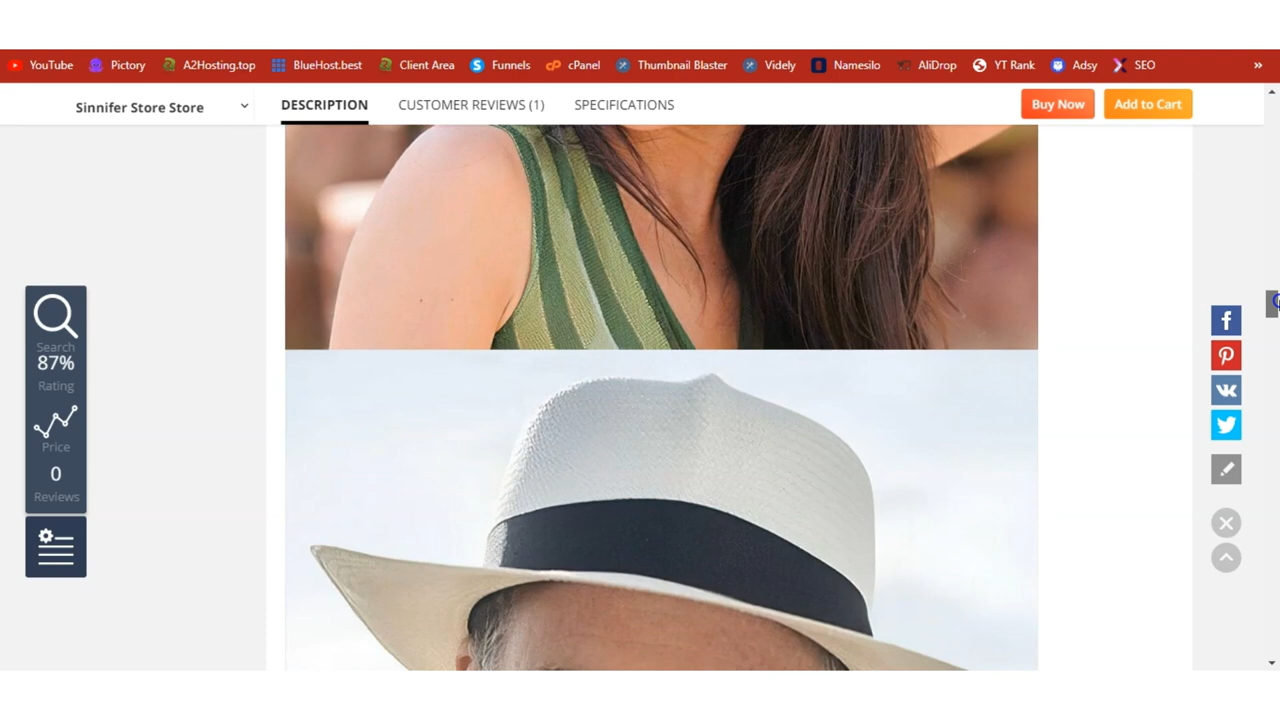 YouTube Pictory A2Hosting.top BlueHost.best Client Area Funnels cPanel Thumbnail Blaster Videly Namesilo AliDrop YT Rank Adsy SEO »
Sinnifer Store Store DESCRIPTION CUSTOMER REVIEWS (1) SPECIFICATIONS Buy Now Add to Cart
Search
87%
Rating
Price
0
Reviews